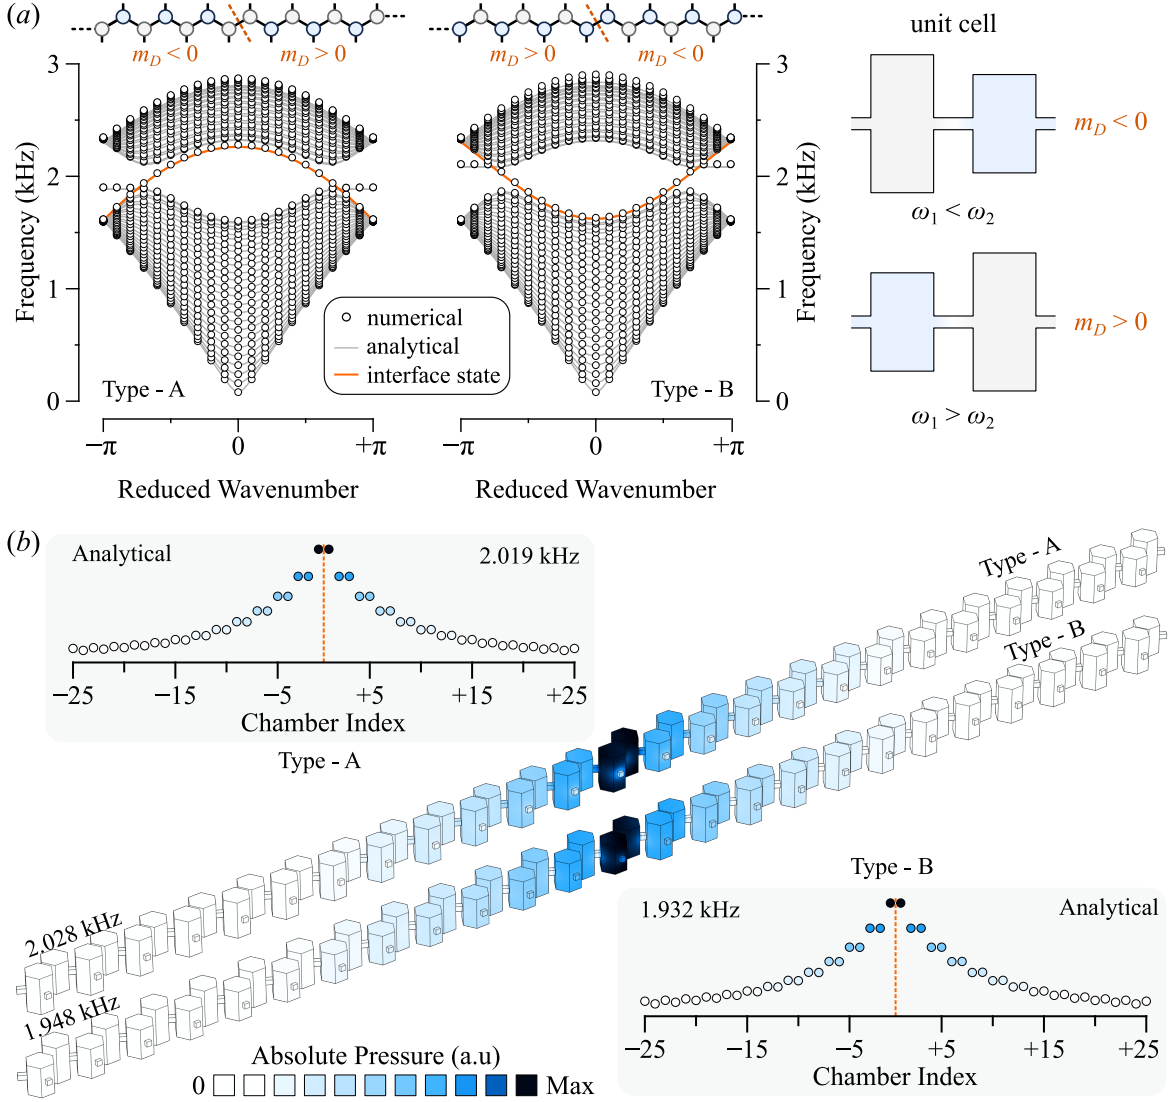 (a)
unit cell
m_D < 0
m_D > 0
m_D > 0
m_D < 0
3
2
1
0
Frequency (kHz)
3
2
1
0
Frequency (kHz)
numerical
analytical
interface state
Type - A
Type - B
−π
0
+π
Reduced Wavenumber
−π
0
+π
Reduced Wavenumber
m_D < 0
ω₁ < ω₂
m_D > 0
ω₁ > ω₂
(b)
Analytical
2.019 kHz
−25
−15
−5
+5
+15
+25
Chamber Index
Type - A
Type - A
Type - B
2.028 kHz
1.948 kHz
Type - B
1.932 kHz
Analytical
−25
−15
−5
+5
+15
+25
Chamber Index
Absolute Pressure (a.u)
0
Max